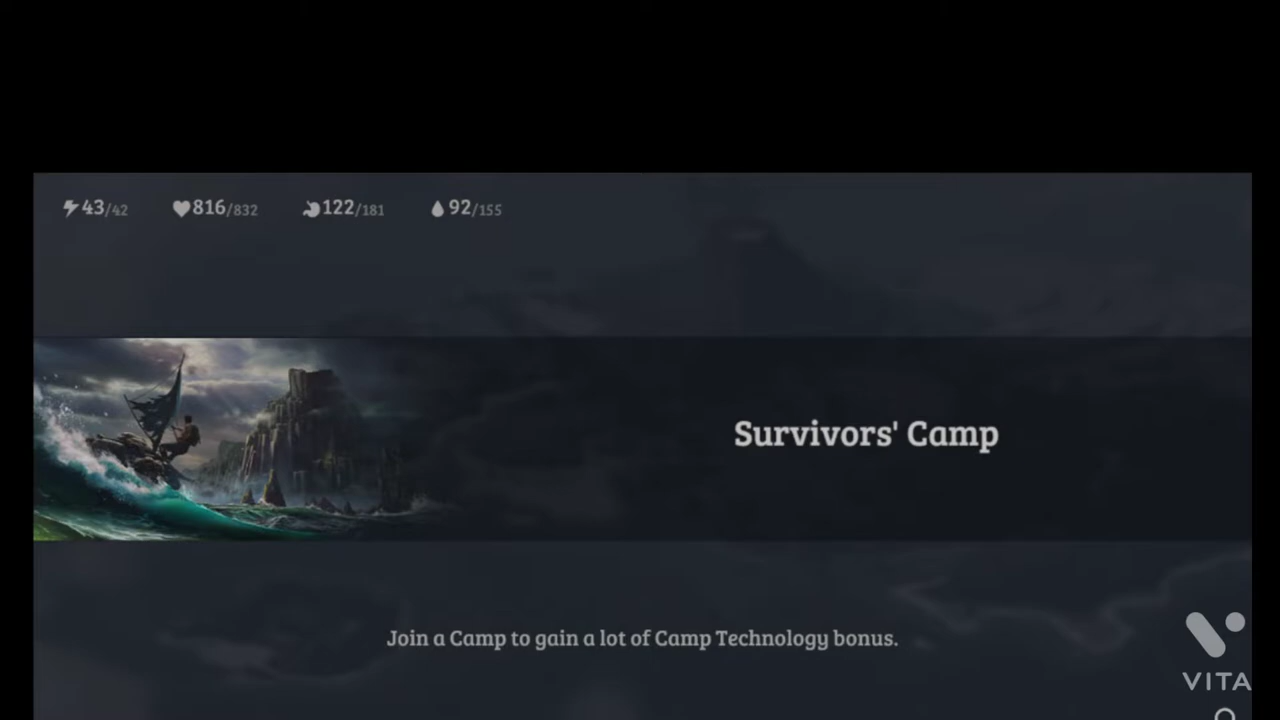 43/42 816/832 122/181 92/155
Survivors' Camp
Join a Camp to gain a lot of Camp Technology bonus.
VITA